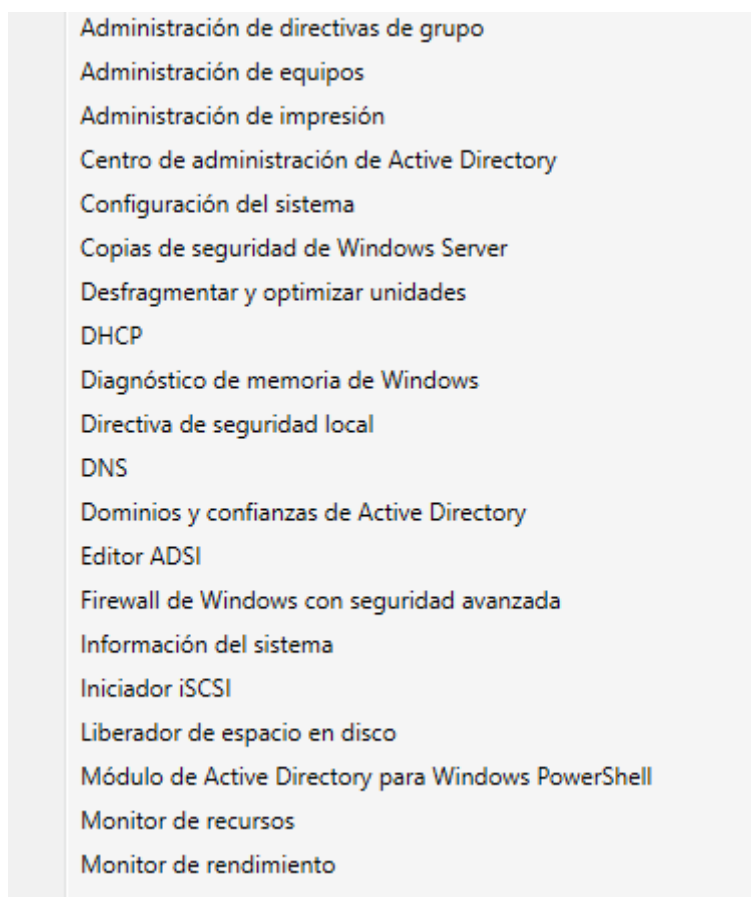 Administración de directivas de grupo
Administración de equipos
Administración de impresión
Centro de administración de Active Directory
Configuración del sistema
Copias de seguridad de Windows Server
Desfragmentar y optimizar unidades
DHCP
Diagnóstico de memoria de Windows
Directiva de seguridad local
DNS
Dominios y confianzas de Active Directory
Editor ADSI
Firewall de Windows con seguridad avanzada
Información del sistema
Iniciador iSCSI
Liberador de espacio en disco
Módulo de Active Directory para Windows PowerShell
Monitor de recursos
Monitor de rendimiento